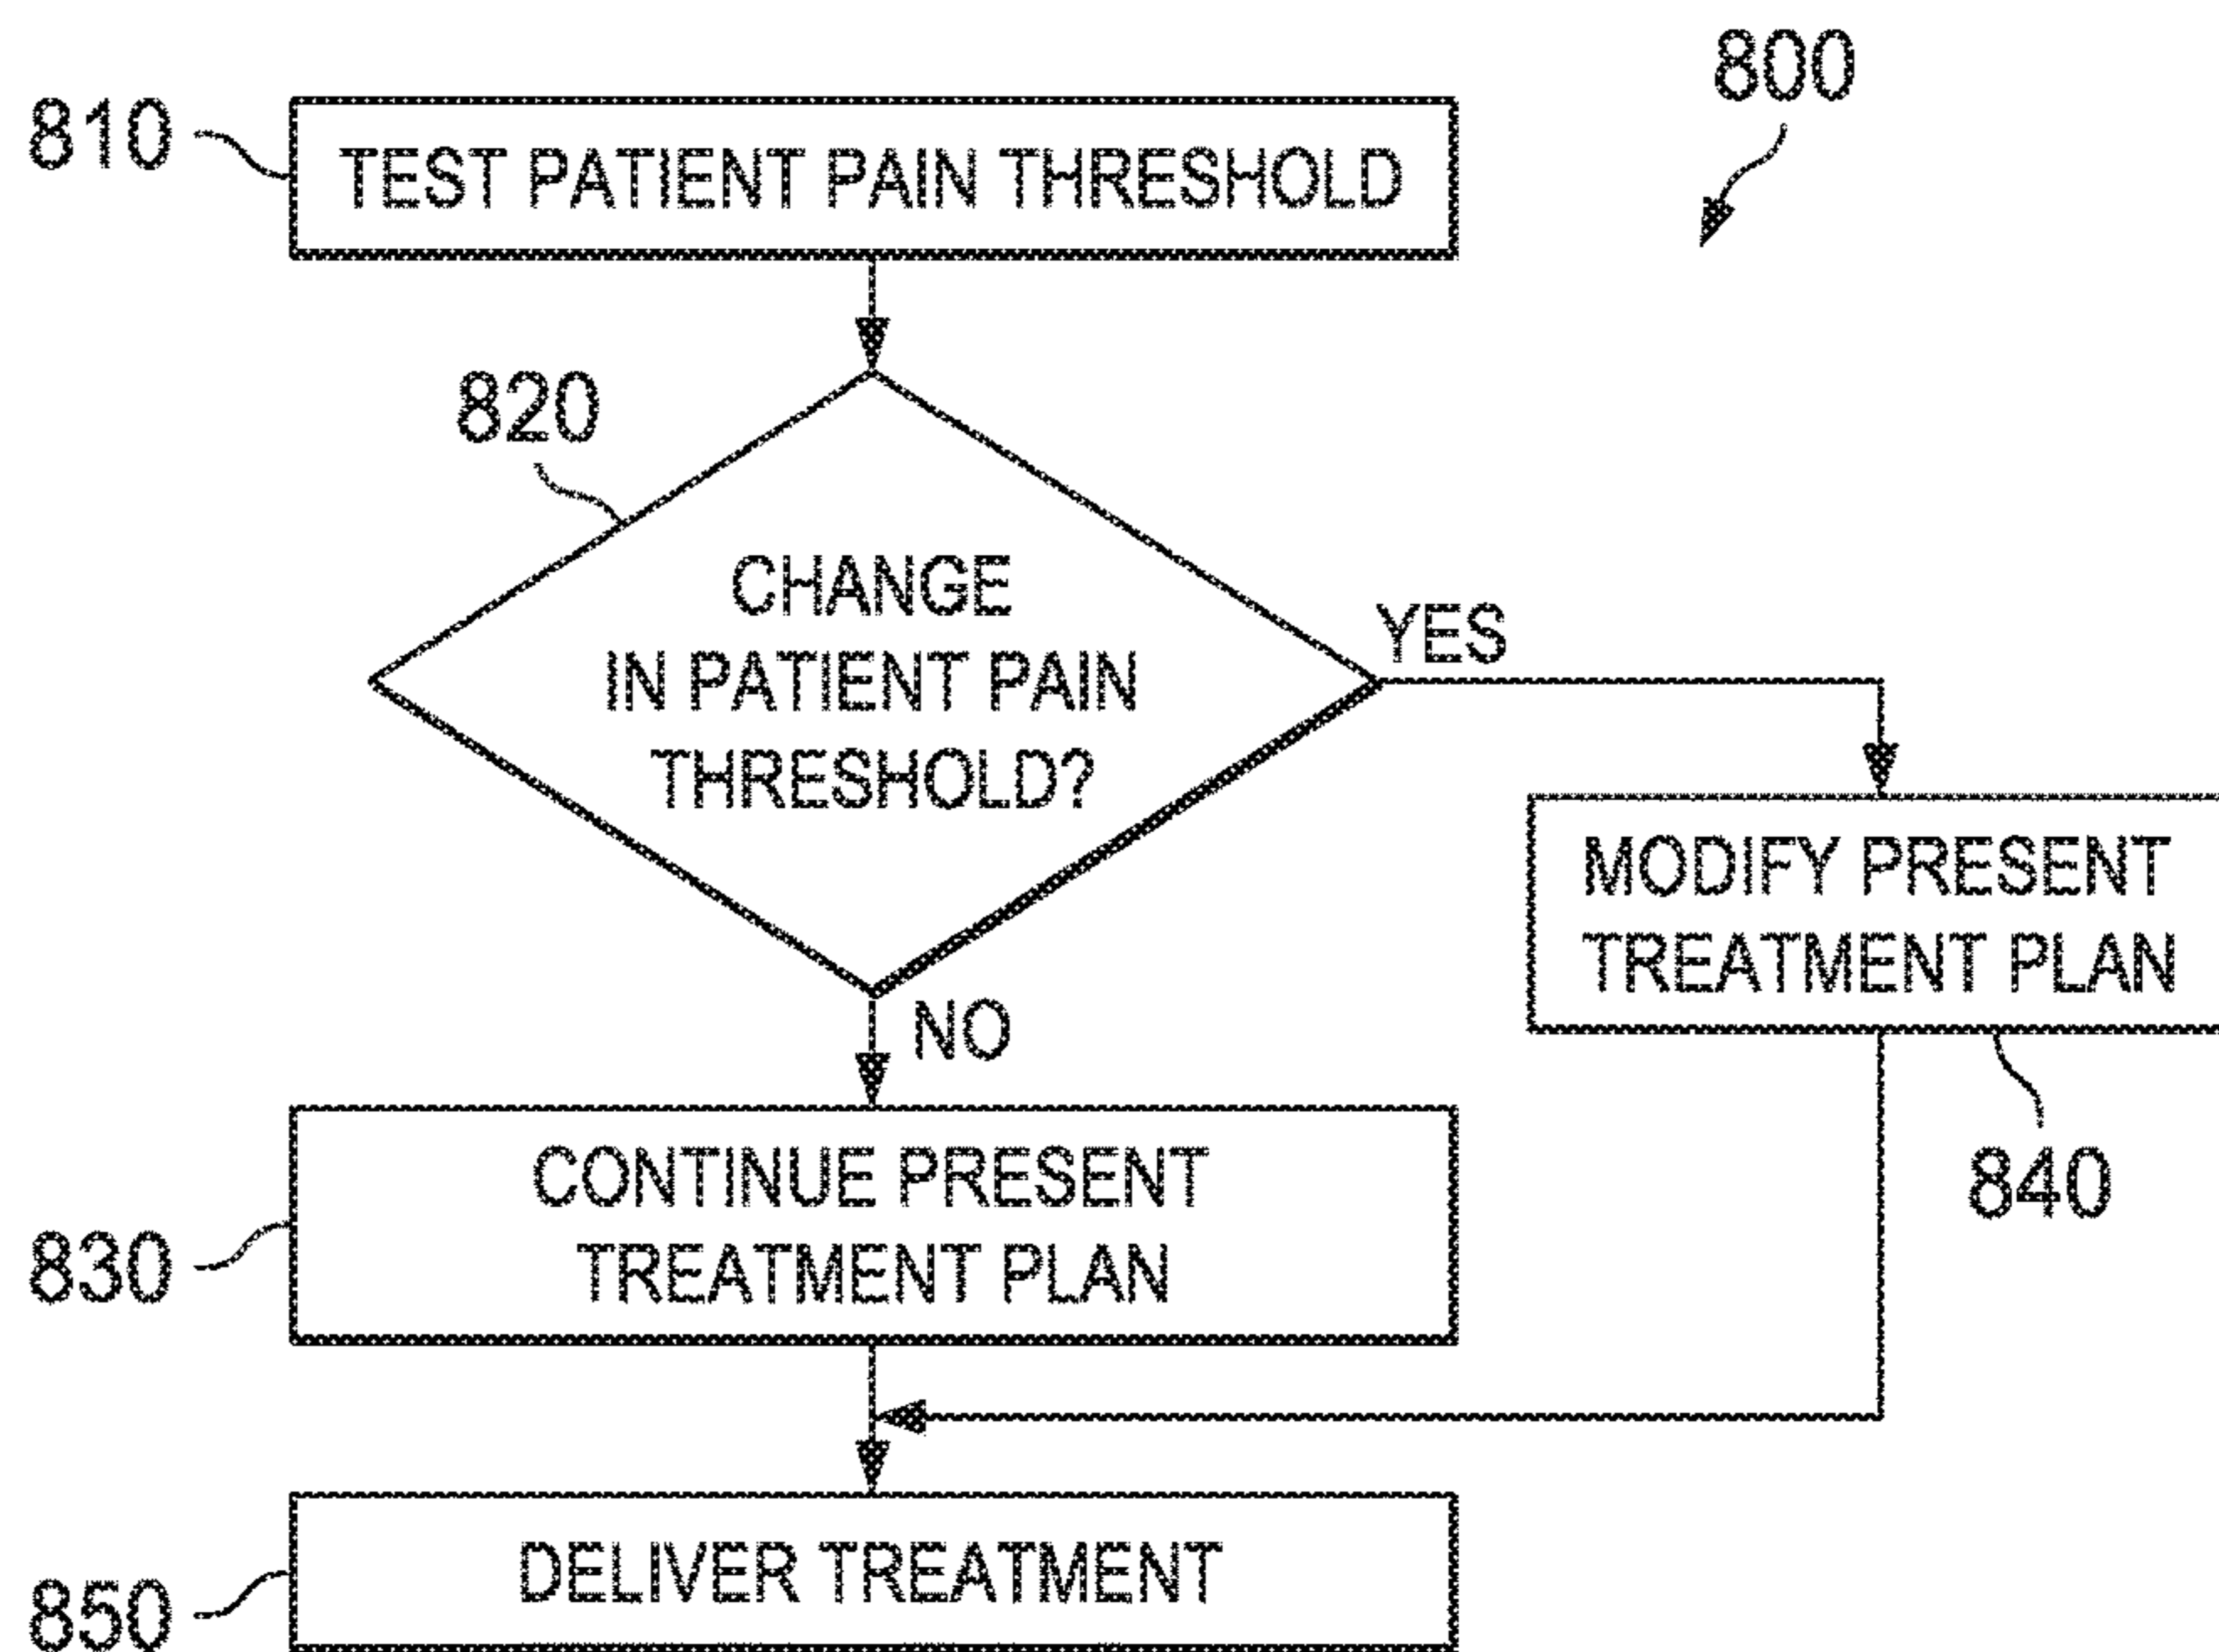 800
810
TEST PATIENT PAIN THRESHOLD
820
CHANGE
IN PATIENT PAIN
THRESHOLD?
YES
MODIFY PRESENT
TREATMENT PLAN
NO
840
CONTINUE PRESENT
TREATMENT PLAN
830
DELIVER TREATMENT
850